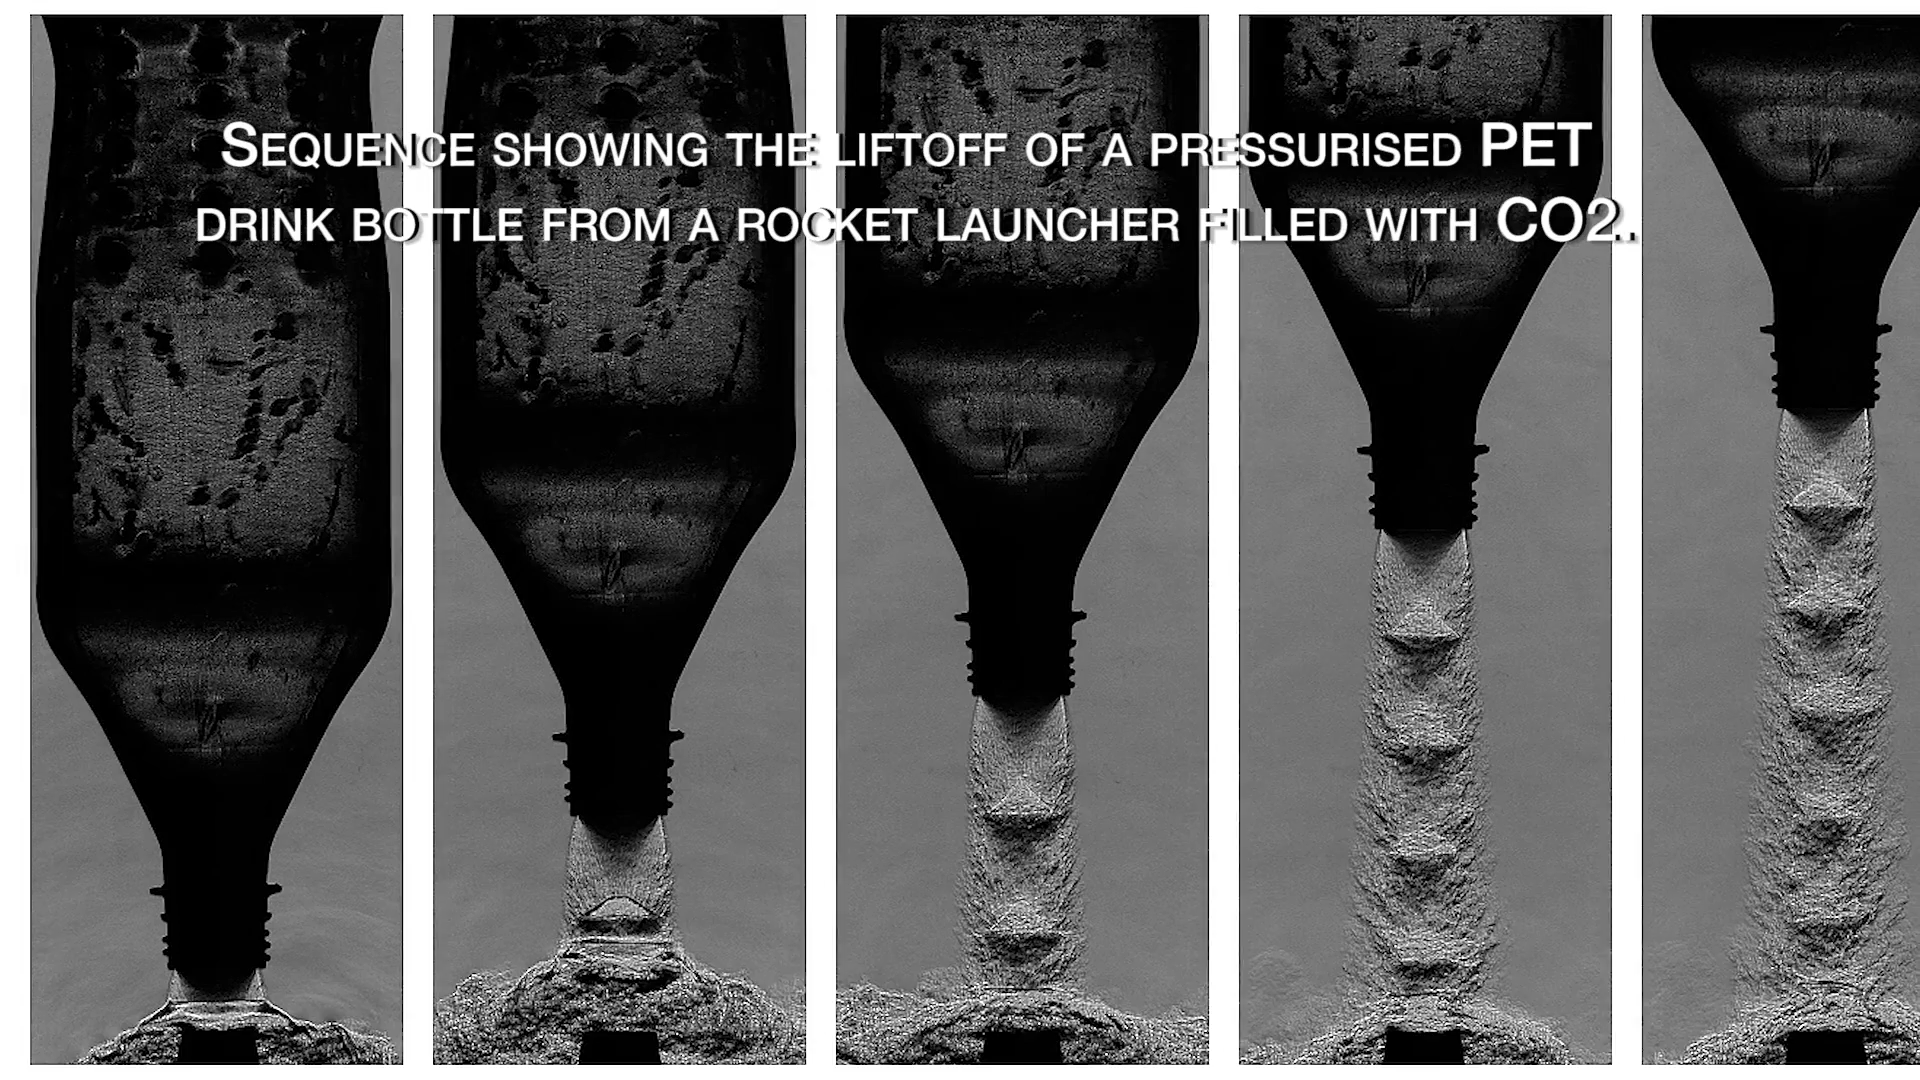 Sequence showing the liftoff of a pressurised PET
drink bottle from a rocket launcher filled with CO2..